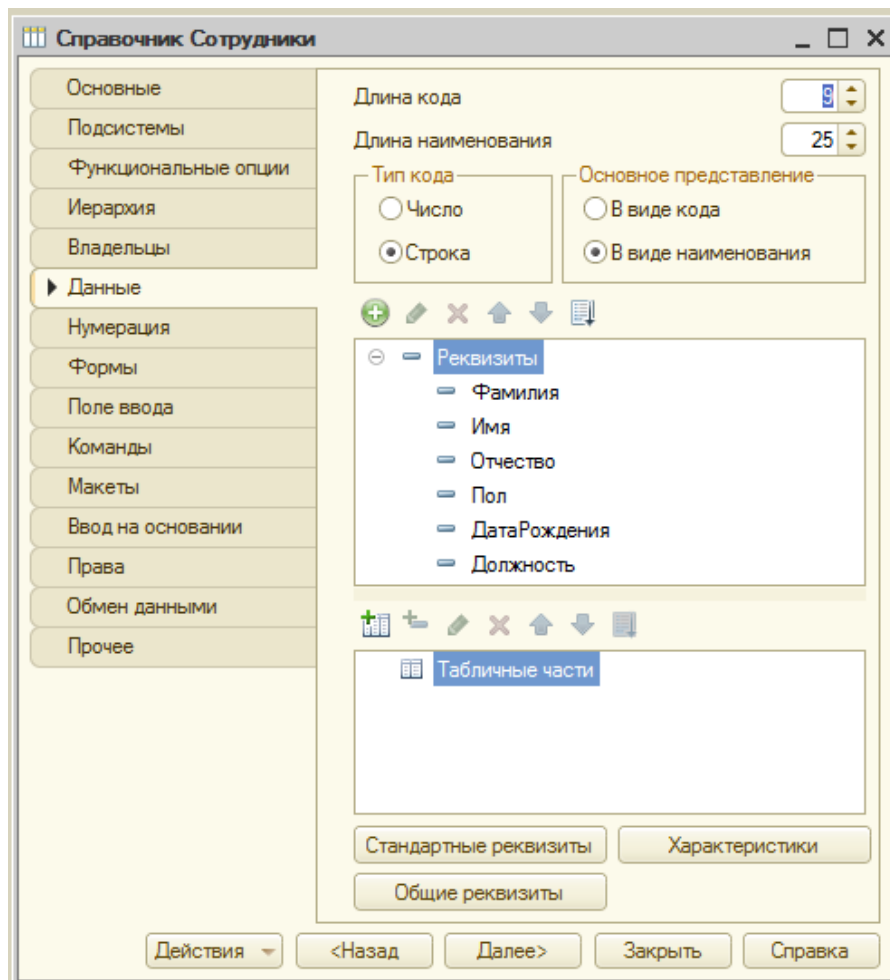 Справочник Сотрудники
Основные
Подсистемы
Функциональные опции
Иерархия
Владельцы
Данные
Нумерация
Формы
Поле ввода
Команды
Макеты
Ввод на основании
Права
Обмен данными
Прочее
Длина кода 9
Длина наименования 25
Тип кода
Число
Строка
Основное представление
В виде кода
В виде наименования
Реквизиты
Фамилия
Имя
Отчество
Пол
ДатаРождения
Должность
Табличные части
Стандартные реквизиты Характеристики
Общие реквизиты
Действия <Назад Далее> Закрыть Справка